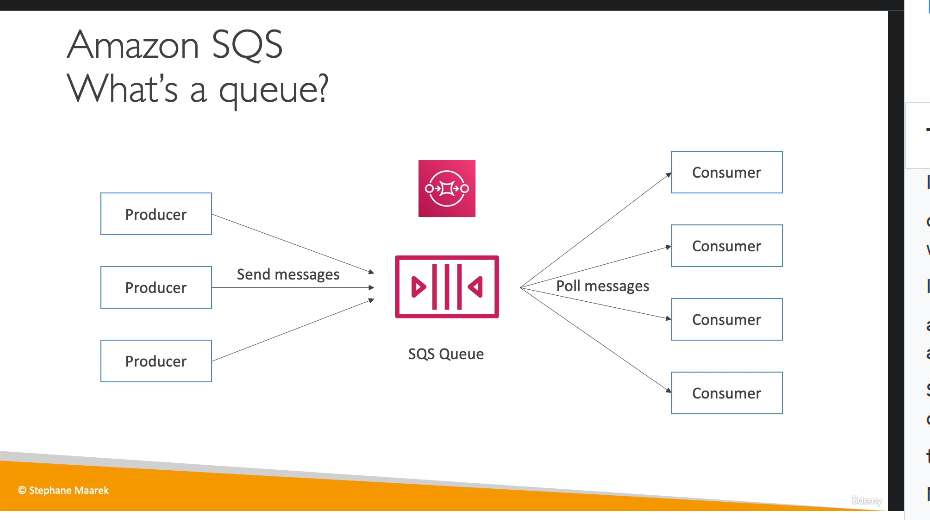 Amazon SQS
What's a queue?
Consumer
Producer
Consumer
Send messages
Producer
Poll messages
Consumer
SQS Queue
Producer
Consumer
© Stephane Maarek
Udemy